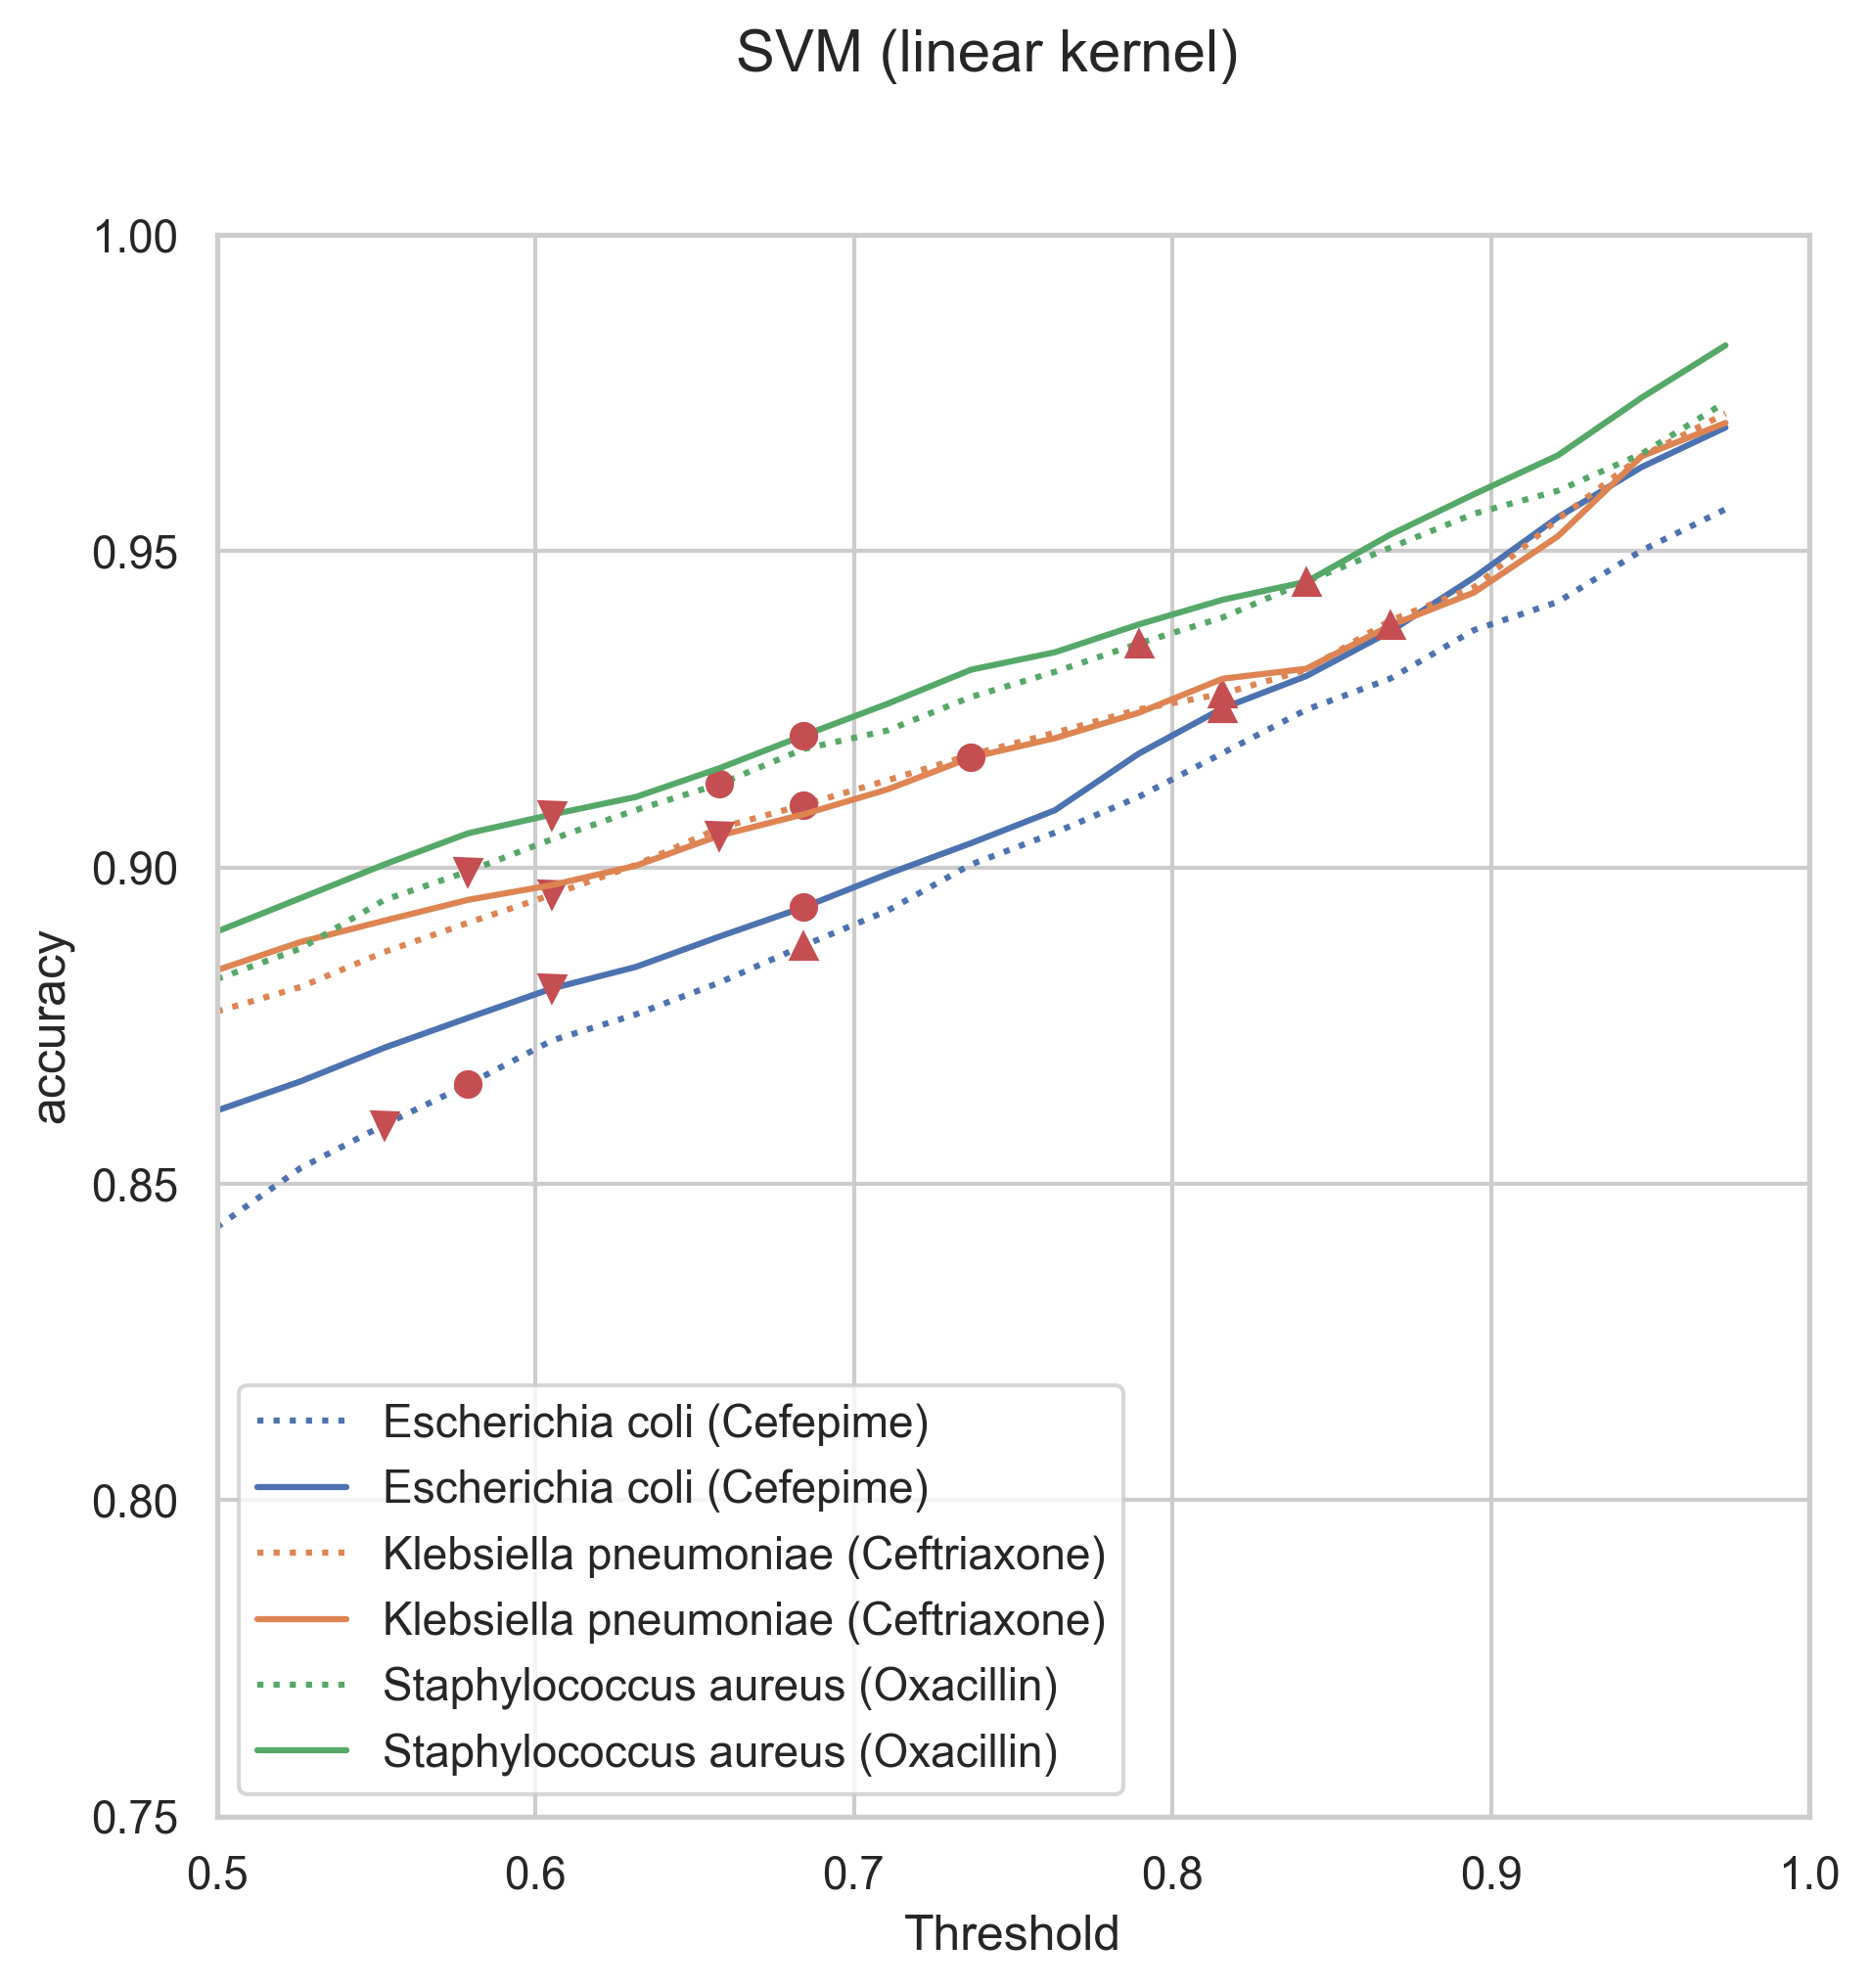 SVM (linear kernel)
1.00
0.95
0.90
0.85
0.80
0.75
accuracy
Escherichia coli (Cefepime)
Escherichia coli (Cefepime)
Klebsiella pneumoniae (Ceftriaxone)
Klebsiella pneumoniae (Ceftriaxone)
Staphylococcus aureus (Oxacillin)
Staphylococcus aureus (Oxacillin)
0.5 0.6 0.7 0.8 0.9 1.0
Threshold